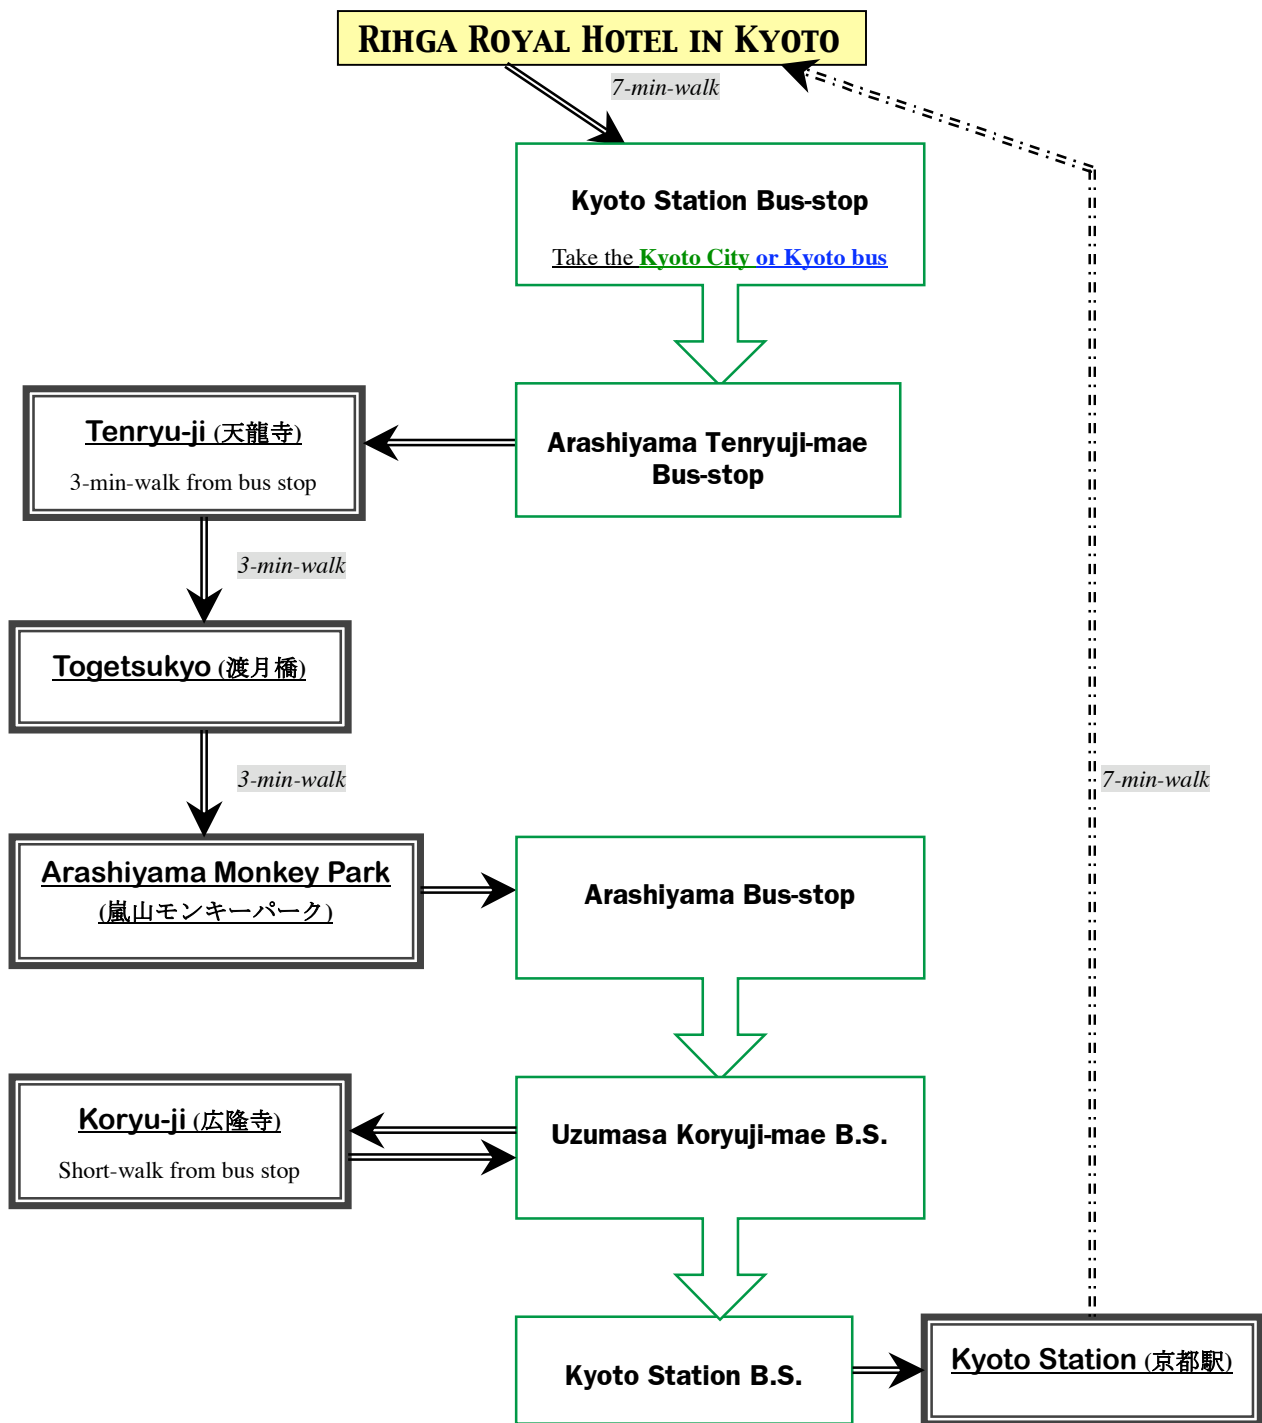 RIHGA ROYAL HOTEL IN KYOTO
7-min-walk
Kyoto Station Bus-stop
Take the Kyoto City or Kyoto bus
Tenryu-ji (天龍寺)
3-min-walk from bus stop
Arashiyama Tenryuji-mae
Bus-stop
3-min-walk
Togetsukyo (渡月橋)
3-min-walk
7-min-walk
Arashiyama Monkey Park
(嵐山モンキーパーク)
Arashiyama Bus-stop
Koryu-ji (広隆寺)
Short-walk from bus stop
Uzumasa Koryuji-mae B.S.
Kyoto Station B.S.
Kyoto Station (京都駅)